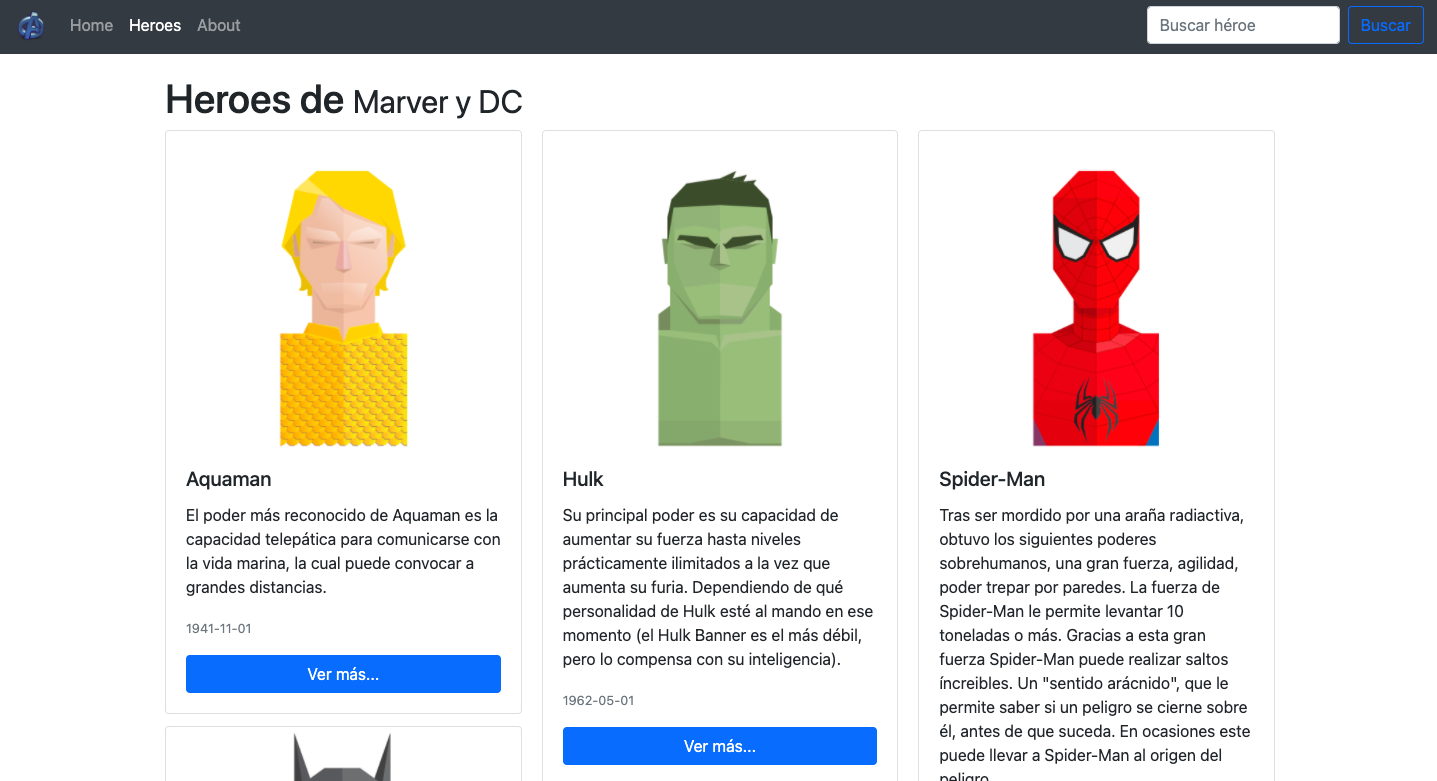 Home Heroes About Buscar héroe Buscar
Heroes de Marver y DC
Aquaman
El poder más reconocido de Aquaman es la
capacidad telepática para comunicarse con
la vida marina, la cual puede convocar a
grandes distancias.
1941-11-01
Ver más...
Hulk
Su principal poder es su capacidad de
aumentar su fuerza hasta niveles
prácticamente ilimitados a la vez que
aumenta su furia. Dependiendo de qué
personalidad de Hulk esté al mando en ese
momento (el Hulk Banner es el más débil,
pero lo compensa con su inteligencia).
1962-05-01
Ver más...
Spider-Man
Tras ser mordido por una araña radiactiva,
obtuvo los siguientes poderes
sobrehumanos, una gran fuerza, agilidad,
poder trepar por paredes. La fuerza de
Spider-Man le permite levantar 10
toneladas o más. Gracias a esta gran
fuerza Spider-Man puede realizar saltos
íncreibles. Un "sentido arácnido", que le
permite saber si un peligro se cierne sobre
él, antes de que suceda. En ocasiones este
puede llevar a Spider-Man al origen del
peligro.